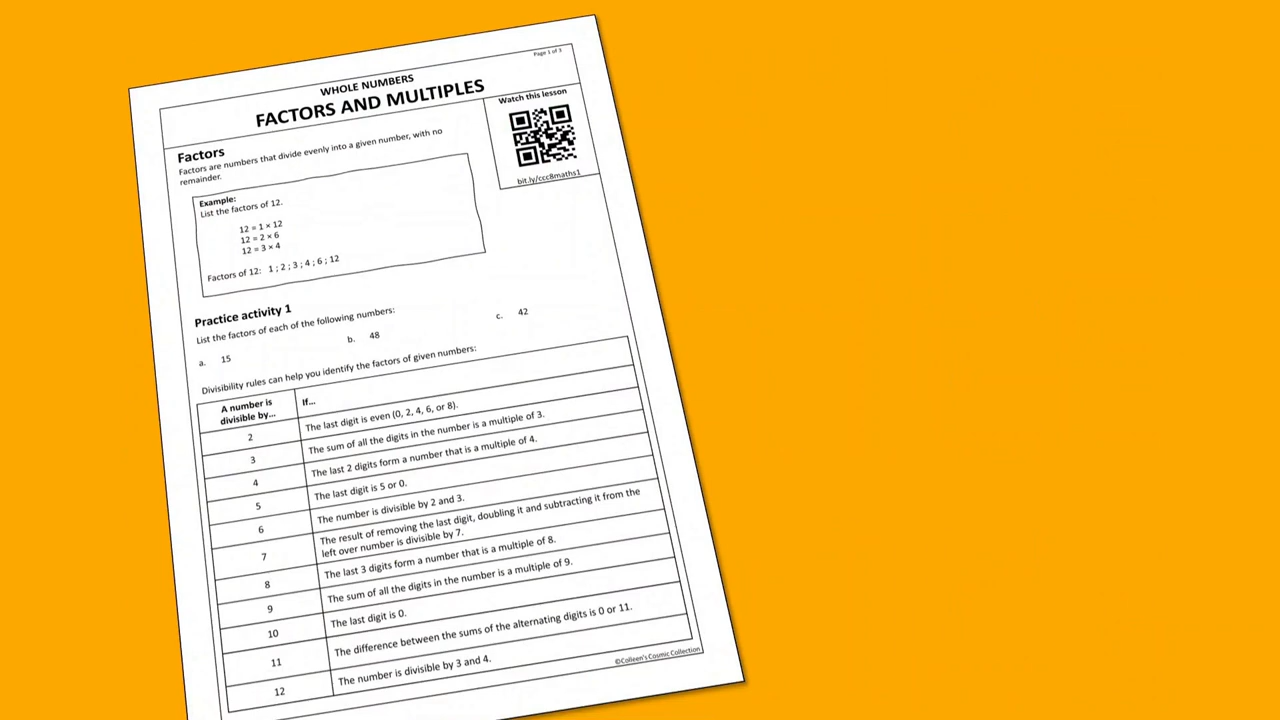 Page 1 of 3
WHOLE NUMBERS
FACTORS AND MULTIPLES
Watch this lesson
bit.ly/ccc8maths1
Factors
Factors are numbers that divide evenly into a given number, with no
remainder.
Example:
List the factors of 12.
12 = 1 × 12
12 = 2 × 6
12 = 3 × 4
Factors of 12: 1 ; 2 ; 3 ; 4 ; 6 ; 12
Practice activity 1
List the factors of each of the following numbers:
a. 15 b. 48 c. 42
Divisibility rules can help you identify the factors of given numbers:
A number is
divisible by...
If...
2 The last digit is even (0, 2, 4, 6, or 8).
3 The sum of all the digits in the number is a multiple of 3.
4 The last 2 digits form a number that is a multiple of 4.
5 The last digit is 5 or 0.
6 The number is divisible by 2 and 3.
7 The result of removing the last digit, doubling it and subtracting it from the
left over number is divisible by 7.
8 The last 3 digits form a number that is a multiple of 8.
9 The sum of all the digits in the number is a multiple of 9.
10 The last digit is 0.
11 The difference between the sums of the alternating digits is 0 or 11.
12 The number is divisible by 3 and 4.
©Colleen's Cosmic Collection